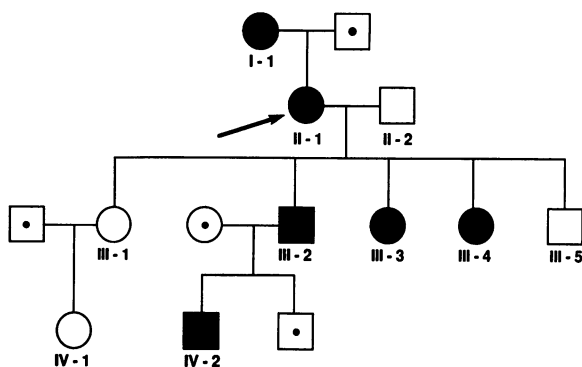 I - 1
II - 1
II - 2
III - 1
III - 2
III - 3
III - 4
III - 5
IV - 1
IV - 2